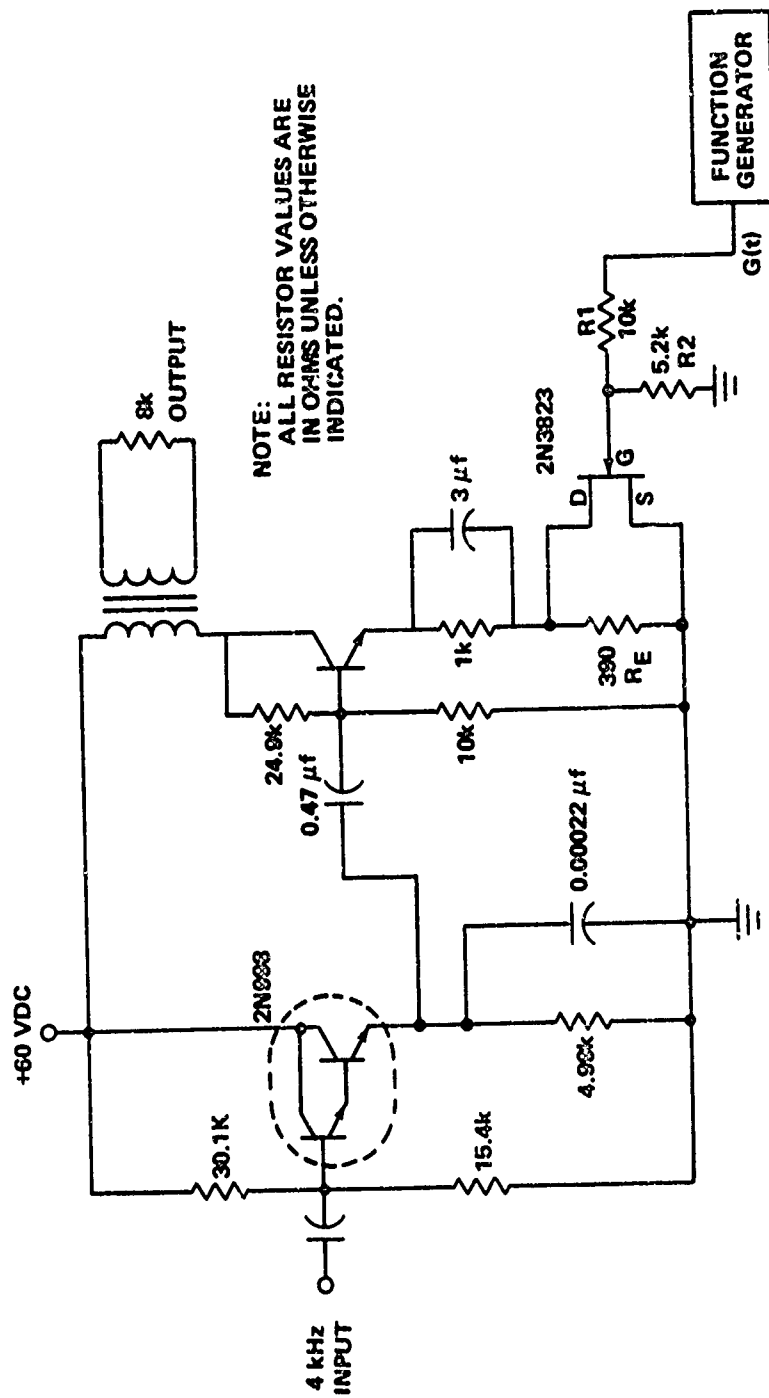 +60 VDC
30.1K
2N998
4 kHz
INPUT
15.4k
4.99k
0.00022 µf
0.47 µf
24.9k
10k
8k
OUTPUT
NOTE:
ALL RESISTOR VALUES ARE
IN OHMS UNLESS OTHERWISE
INDICATED.
1k
3 µf
390
RE
2N3823
D
G
S
R1
10k
5.2k
R2
G(t)
FUNCTION
GENERATOR